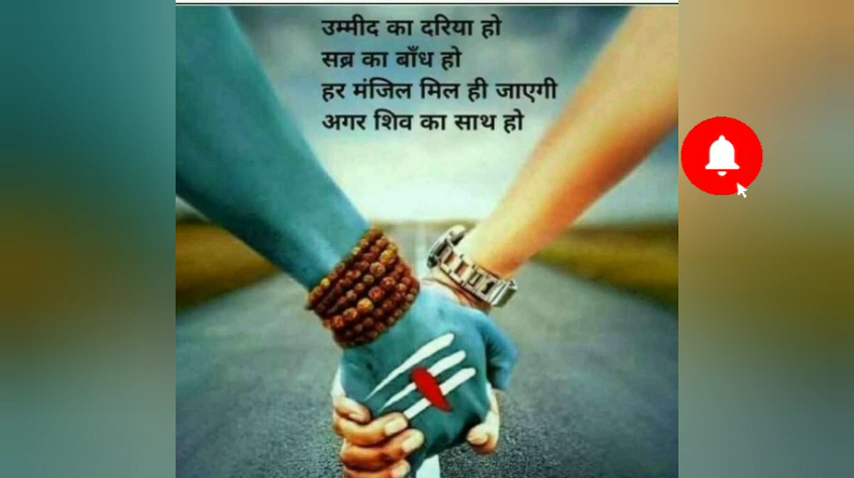 उम्मीद का दरिया हो
सब्र का बाँध हो
हर मंजिल मिल ही जाएगी
अगर शिव का साथ हो